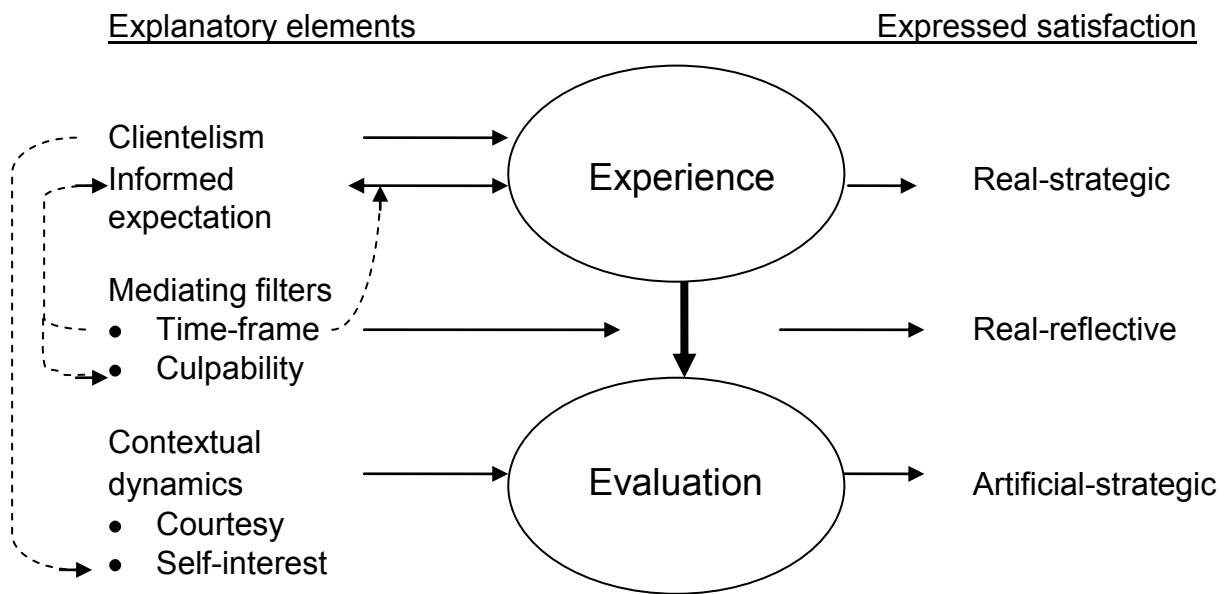 Explanatory elements Expressed satisfaction
Clientelism
Informed
expectation
Experience
Real-strategic
Mediating filters
• Time-frame
• Culpability
Real-reflective
Contextual
dynamics
• Courtesy
• Self-interest
Evaluation
Artificial-strategic